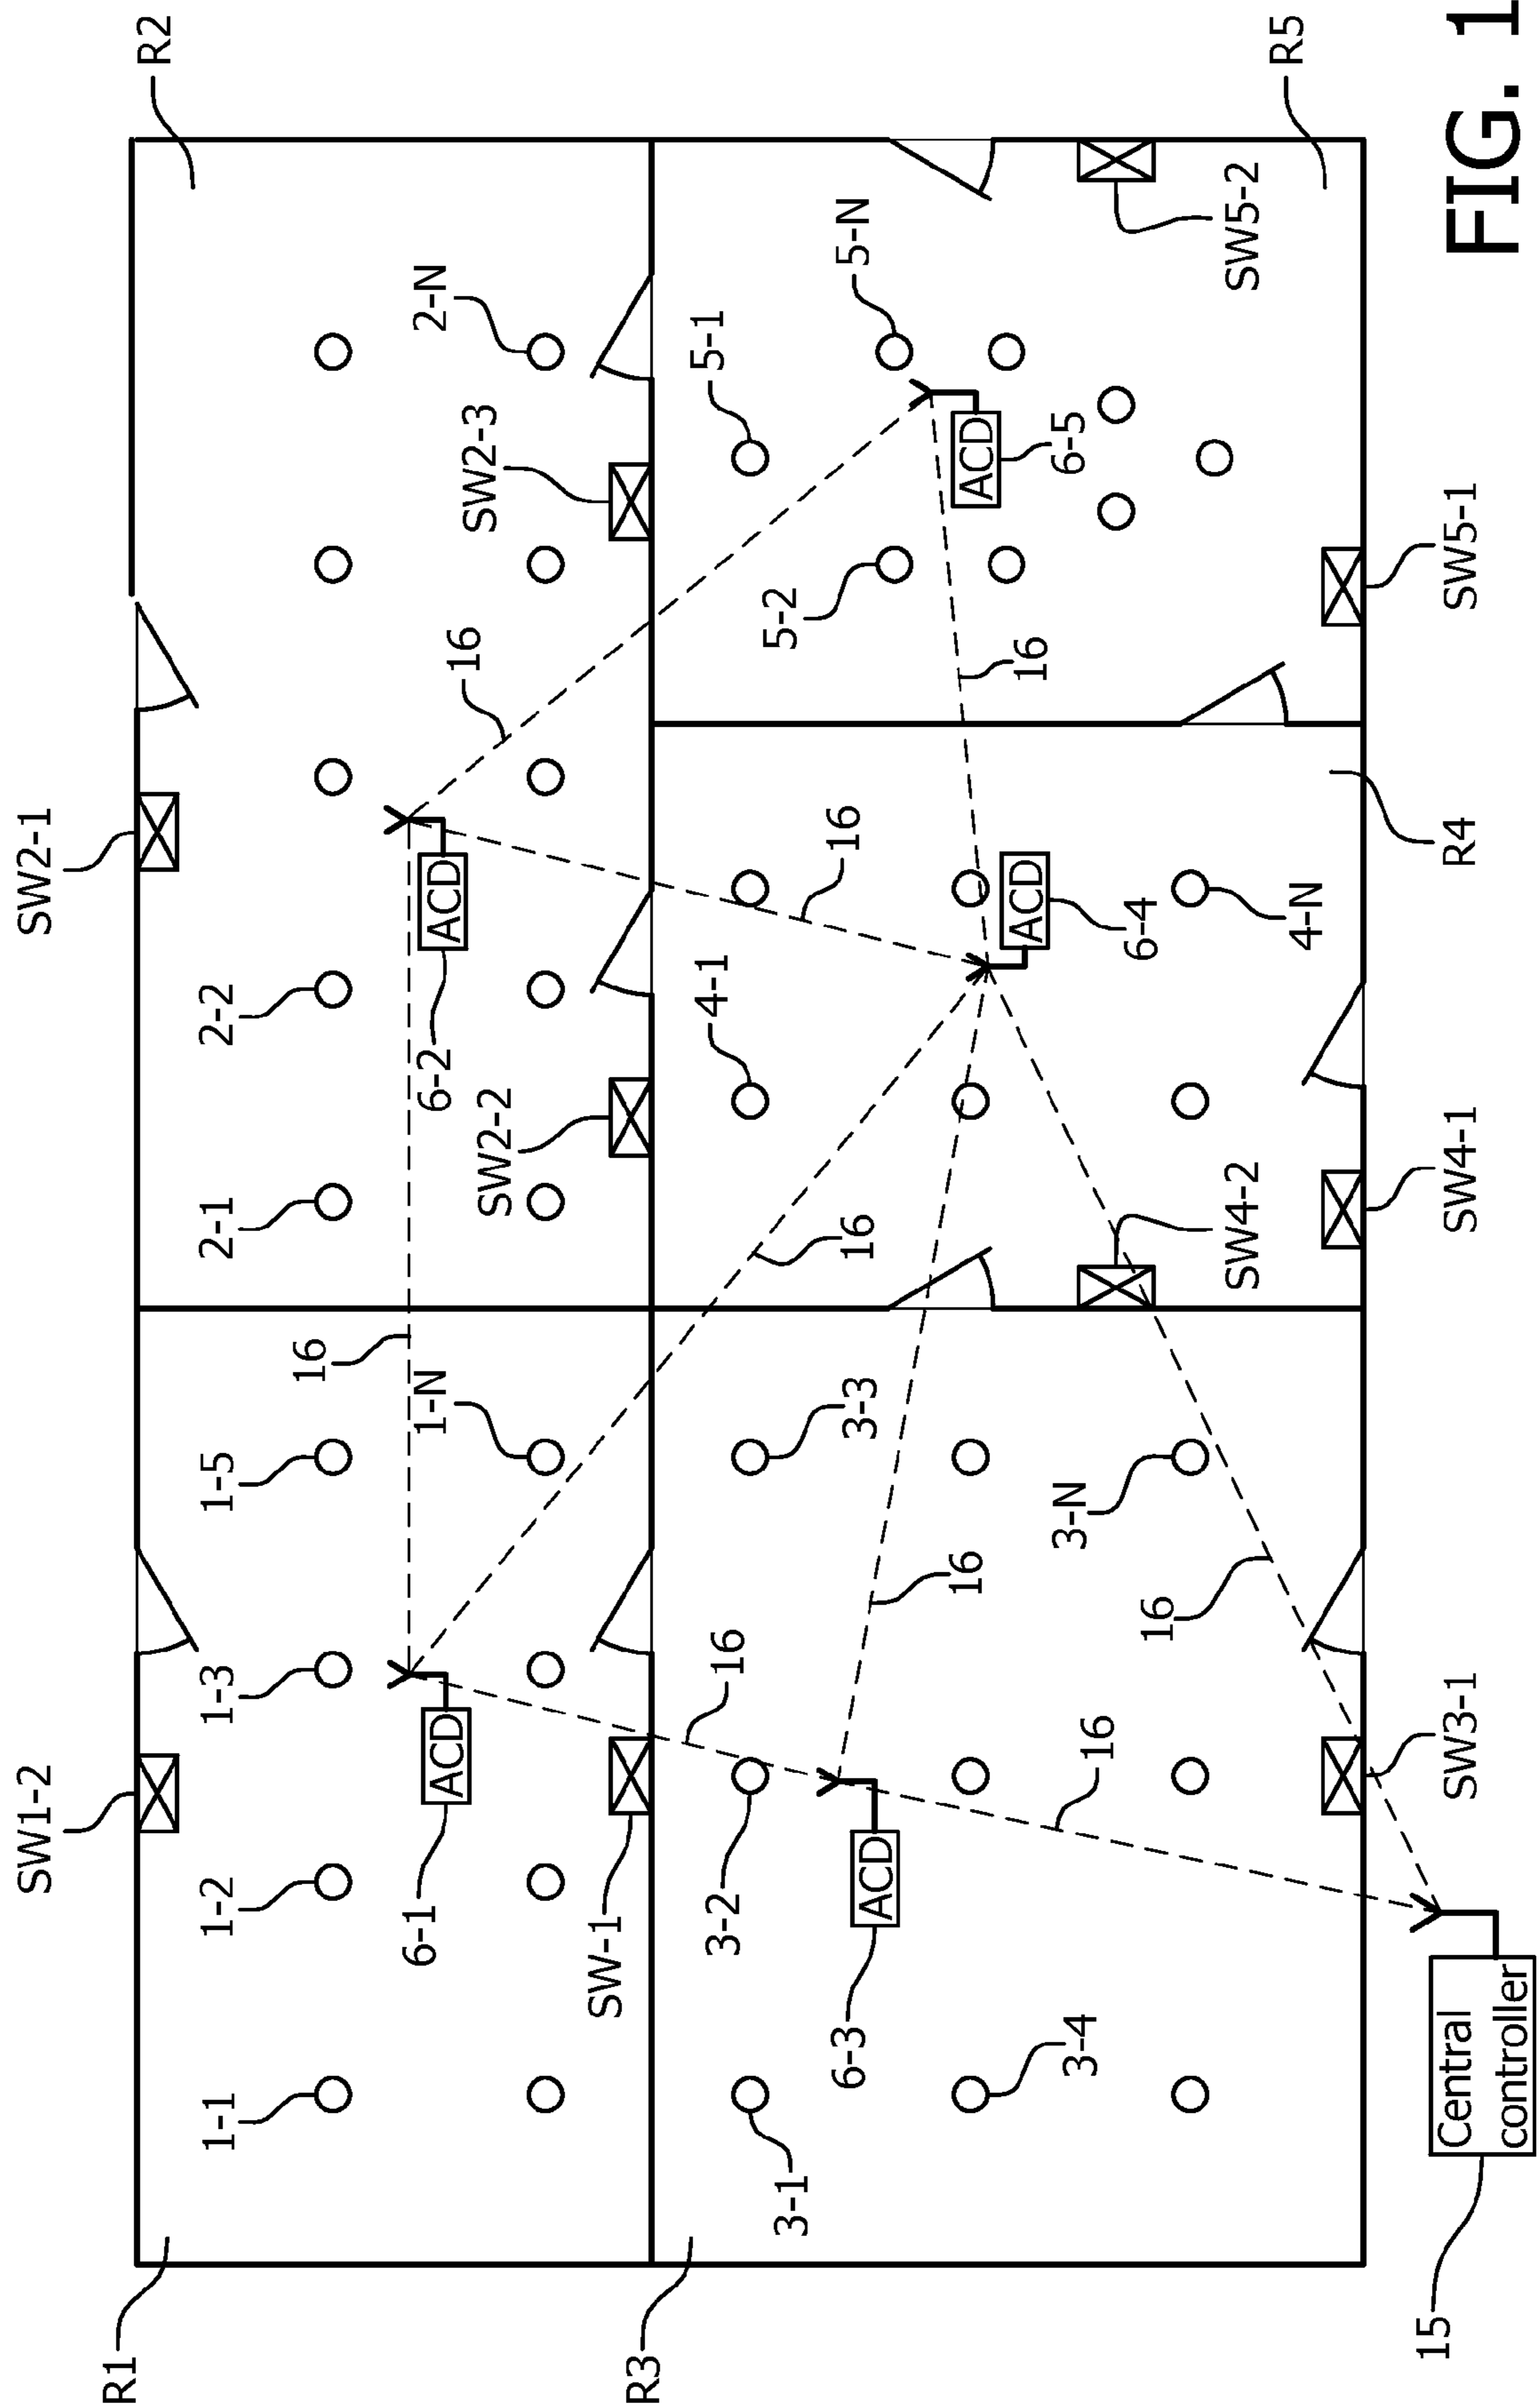 SW1-2
SW2-1
R1
1-1
1-2
1-3
1-5
2-1
2-2
R2
16
6-1
ACD
1-N
6-2
ACD
16
2-N
SW-1
SW2-2
SW2-3
R3
3-1
3-2
16
4-1
5-2
5-1
6-3
ACD
3-3
16
16
5-N
3-4
16
ACD
16
ACD
16
3-N
6-4
6-5
16
SW4-2
4-N
SW5-2
R5
15
Central
controller
SW3-1
SW4-1
R4
SW5-1
FIG. 1